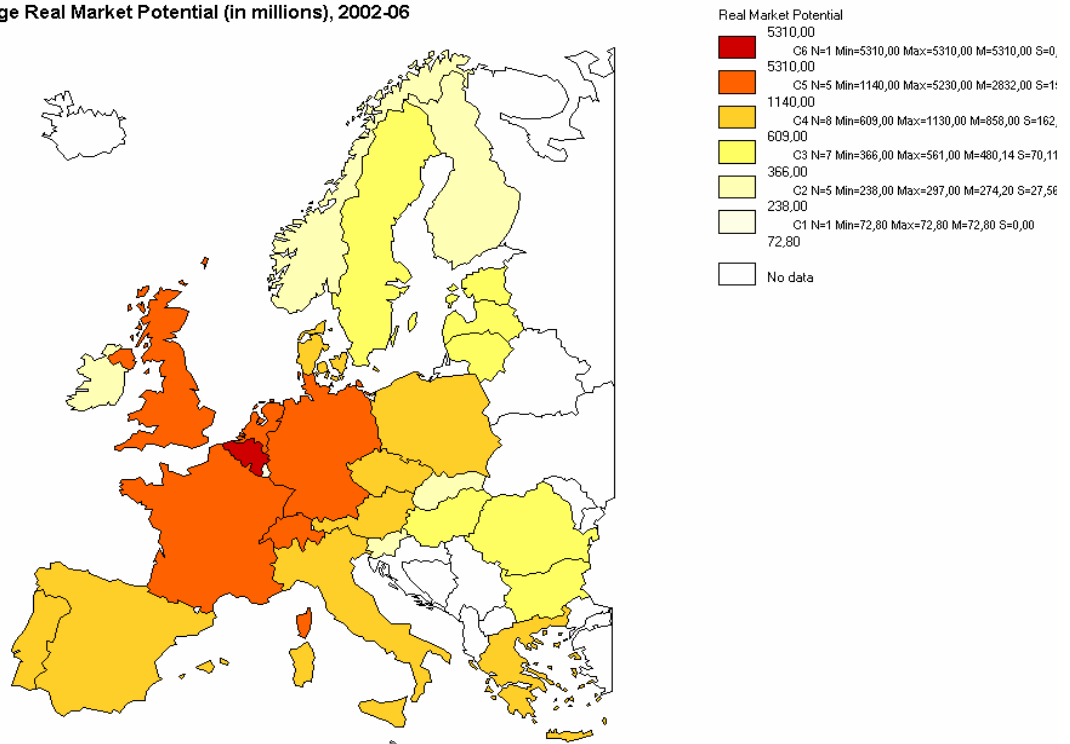 ge Real Market Potential (in millions), 2002-06
Real Market Potential
5310,00
C6 N=1 Min=5310,00 Max=5310,00 M=5310,00 S=0,
5310,00
C5 N=5 Min=1140,00 Max=5230,00 M=2832,00 S=15
1140,00
C4 N=8 Min=609,00 Max=1130,00 M=858,00 S=162,
609,00
C3 N=7 Min=366,00 Max=561,00 M=480,14 S=70,11
366,00
C2 N=5 Min=238,00 Max=297,00 M=274,20 S=27,56
238,00
C1 N=1 Min=72,80 Max=72,80 M=72,80 S=0,00
72,80
No data